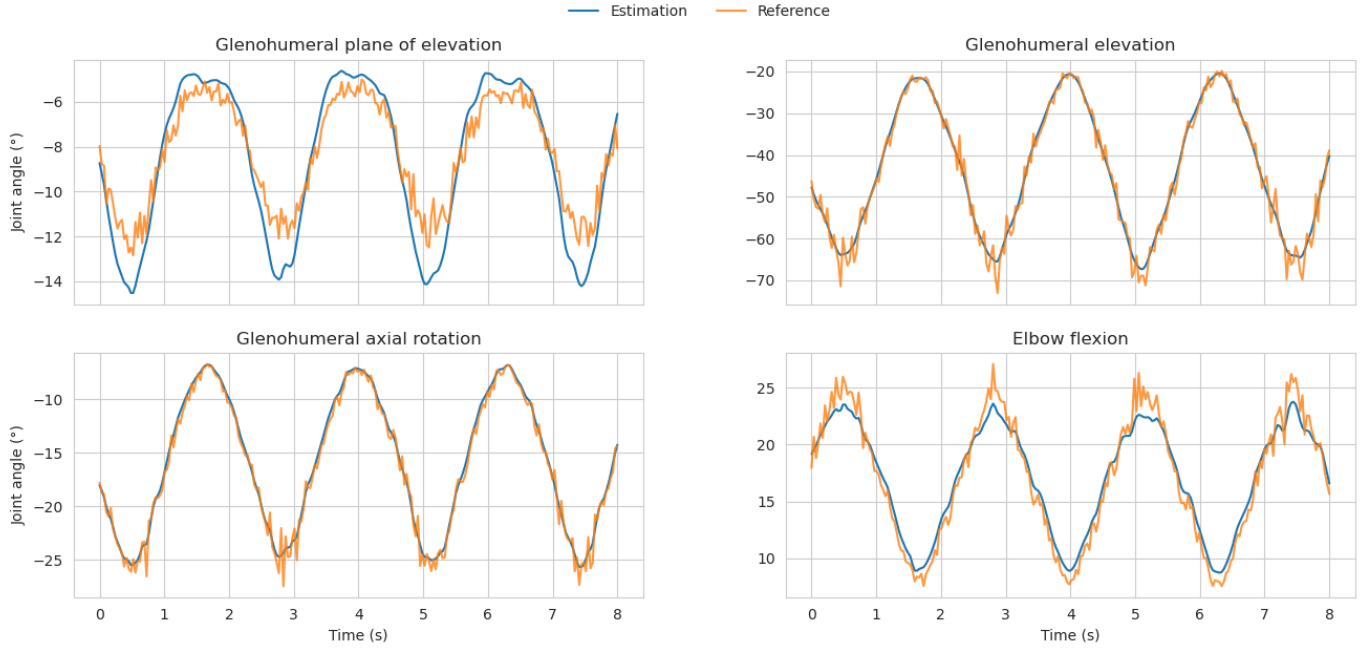 Estimation Reference
Glenohumeral plane of elevation
Glenohumeral elevation
Joint angle (°)
−6
−8
−10
−12
−14
−20
−30
−40
−50
−60
−70
Glenohumeral axial rotation
Elbow flexion
Joint angle (°)
−10
−15
−20
−25
25
20
15
10
0 1 2 3 4 5 6 7 8
0 1 2 3 4 5 6 7 8
Time (s)
Time (s)